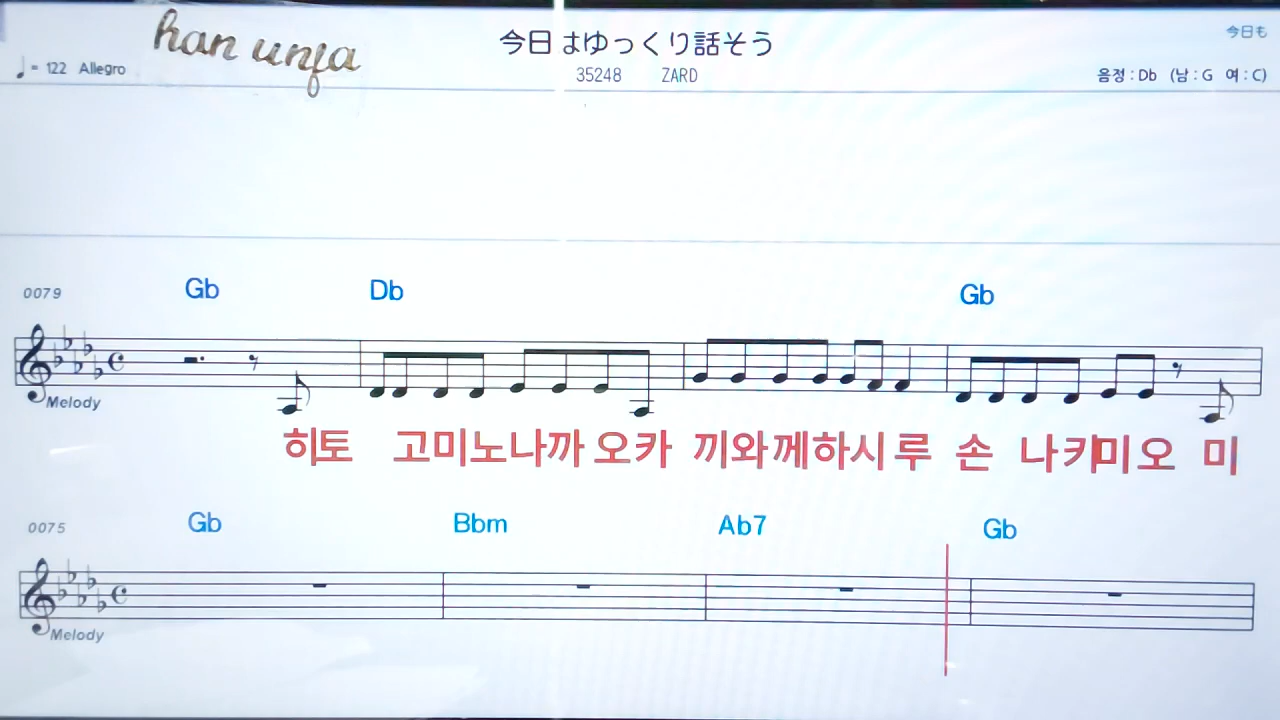 han unja
今日はゆっくり話そう
今日も
♩= 122 Allegro
35248 ZARD
음정 : Db (남 : G 여 : C)
0079 Gb Db Gb
Melody
히토 고미노나까 오카 끼와께하시루 손 나키미오 미
0075 Gb Bbm Ab7 Gb
Melody